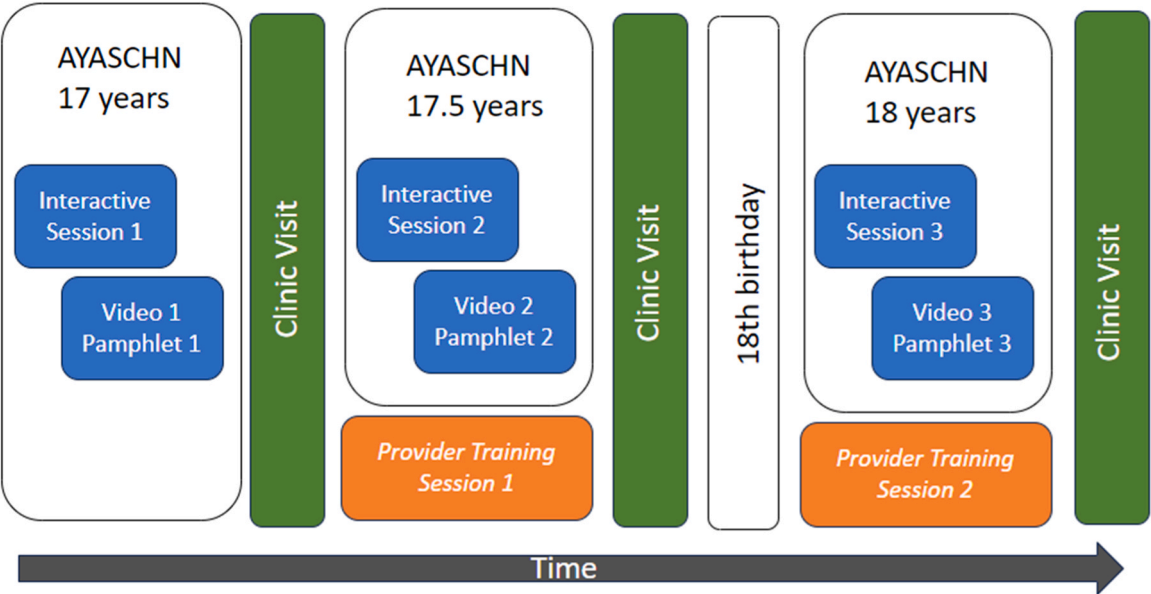 AYASCHN
17 years
Interactive
Session 1
Video 1
Pamphlet 1
Clinic Visit
AYASCHN
17.5 years
Interactive
Session 2
Video 2
Pamphlet 2
Provider Training
Session 1
Clinic Visit
18th birthday
AYASCHN
18 years
Interactive
Session 3
Video 3
Pamphlet 3
Provider Training
Session 2
Clinic Visit
Time